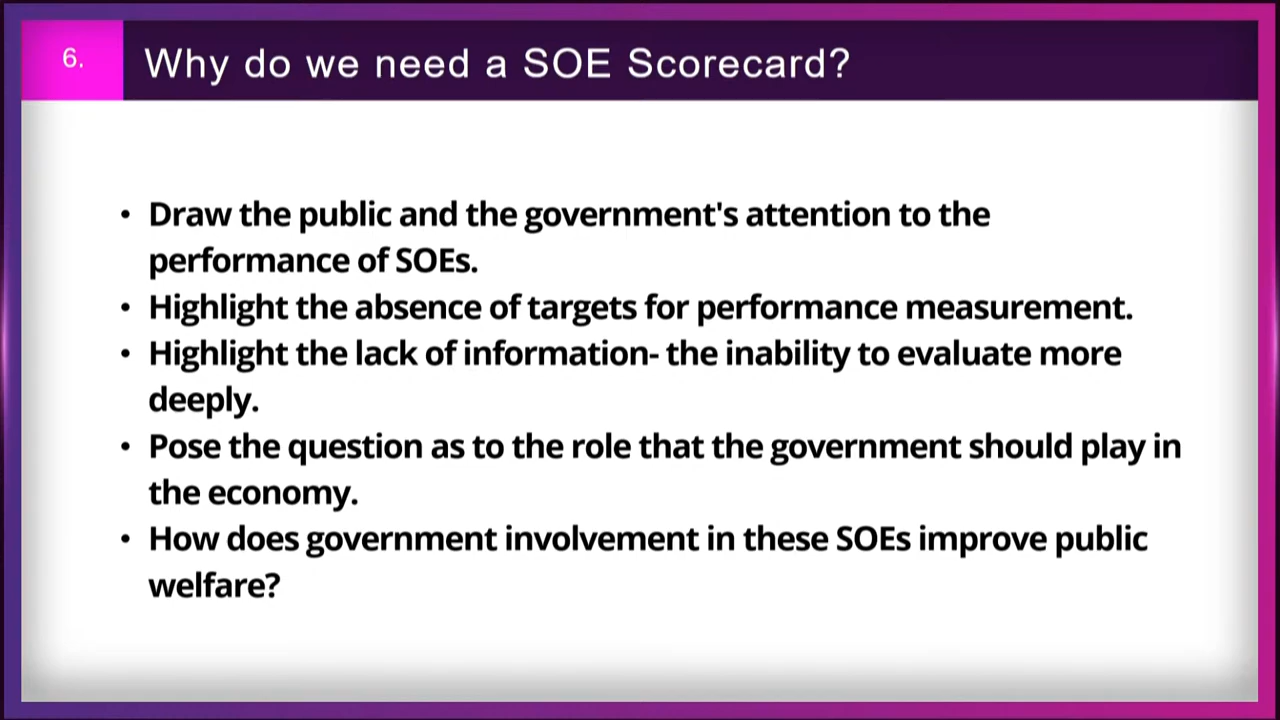 6.
Why do we need a SOE Scorecard?
• Draw the public and the government's attention to the
performance of SOEs.
• Highlight the absence of targets for performance measurement.
• Highlight the lack of information- the inability to evaluate more
deeply.
• Pose the question as to the role that the government should play in
the economy.
• How does government involvement in these SOEs improve public
welfare?